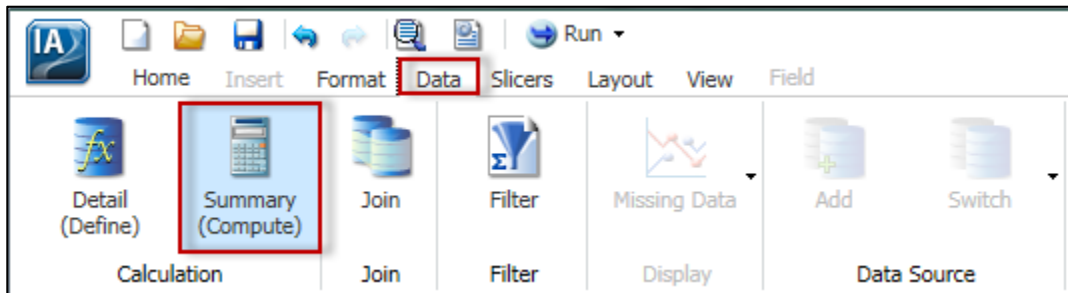 IA
Run
Home Insert Format Data Slicers Layout View Field
fx Σ
Detail (Define) Summary (Compute) Join Filter Missing Data Add Switch
Calculation Join Filter Display Data Source